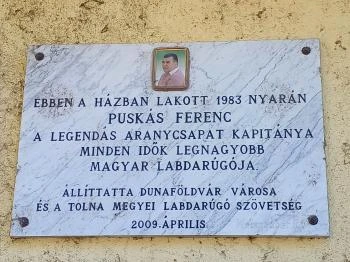 EBBEN A HÁZBAN LAKOTT 1983 NYARÁN
PUSKÁS FERENC
A LEGENDÁS ARANYCSAPAT KAPITÁNYA
MINDEN IDŐK LEGNAGYOBB
MAGYAR LABDARÚGÓJA.
ÁLLÍTTATTA DUNAFÖLDVÁR VÁROSA
ÉS A TOLNA MEGYEI LABDARÚGÓ SZÖVETSÉG
2009.ÁPRILIS